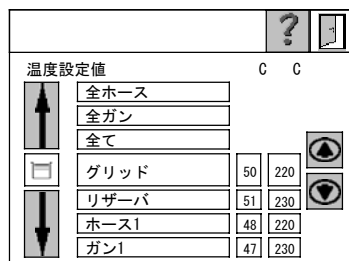 ?
温度設定値 C C
全ホース
全ガン
全て
グリッド 50 220
リザーバ 51 230
ホース1 48 220
ガン1 47 230